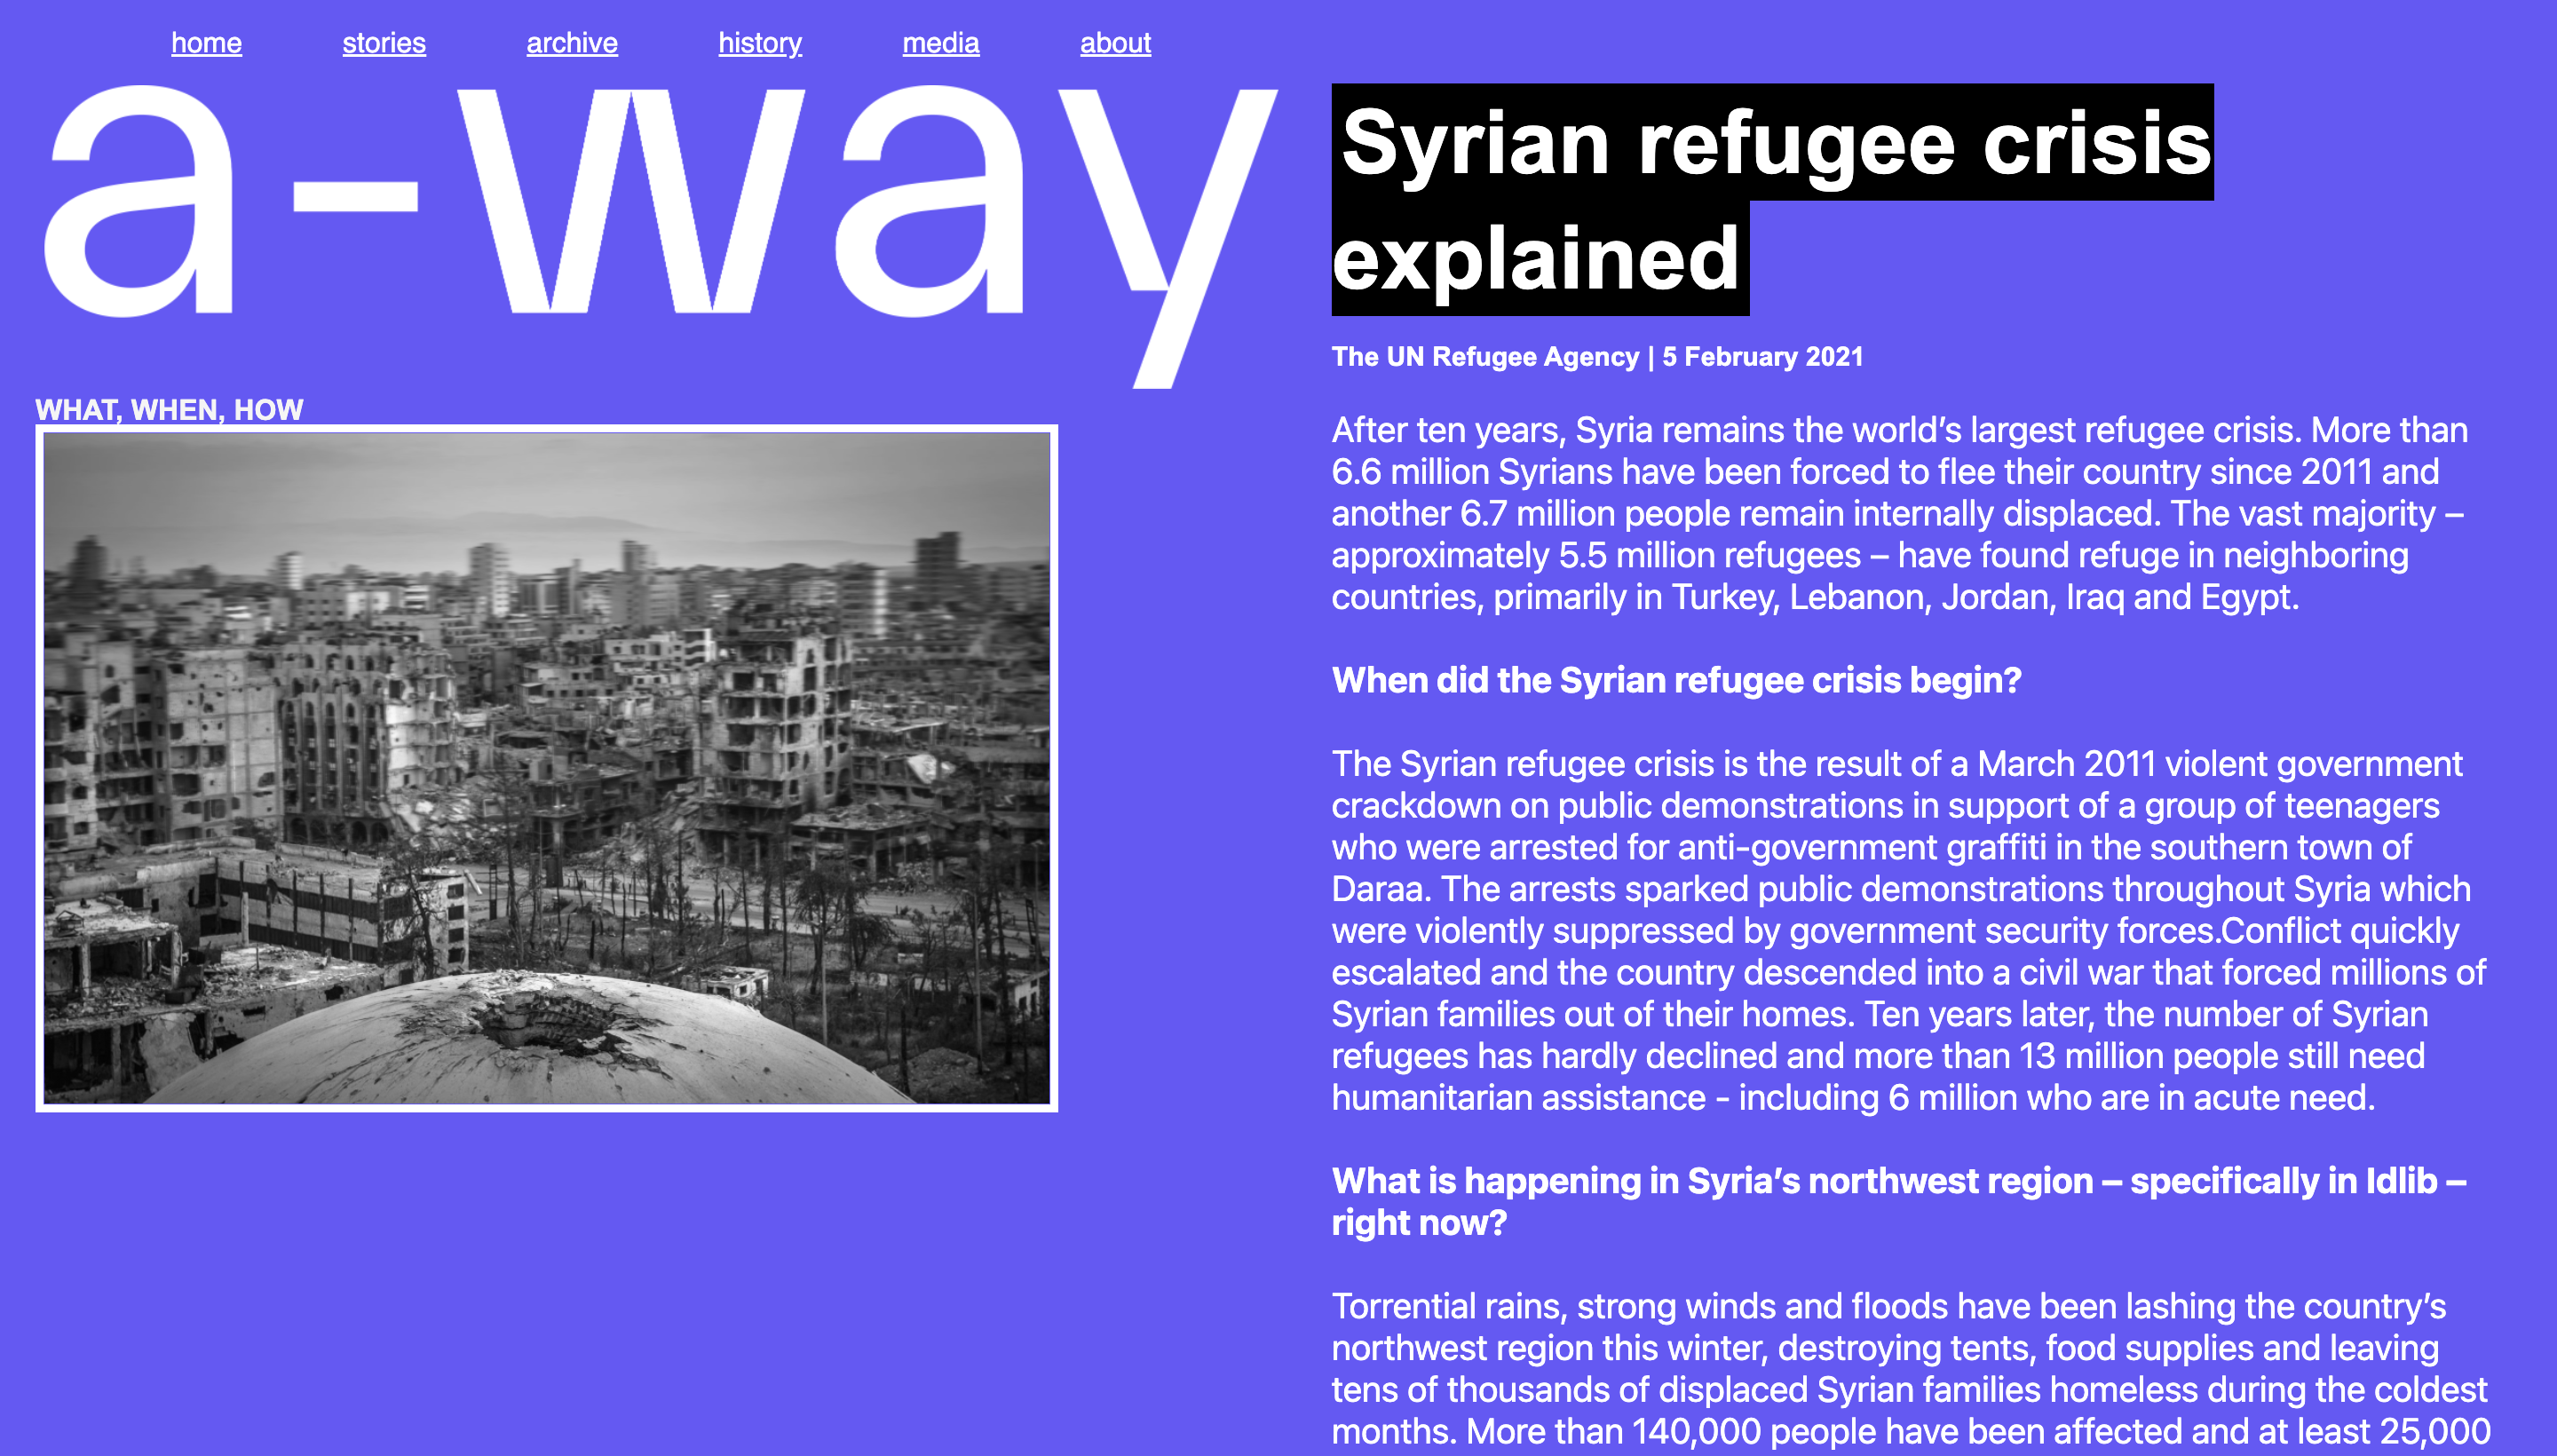 home stories archive history media about
a-way
WHAT, WHEN, HOW
Syrian refugee crisis
explained
The UN Refugee Agency | 5 February 2021
After ten years, Syria remains the world’s largest refugee crisis. More than
6.6 million Syrians have been forced to flee their country since 2011 and
another 6.7 million people remain internally displaced. The vast majority –
approximately 5.5 million refugees – have found refuge in neighboring
countries, primarily in Turkey, Lebanon, Jordan, Iraq and Egypt.
When did the Syrian refugee crisis begin?
The Syrian refugee crisis is the result of a March 2011 violent government
crackdown on public demonstrations in support of a group of teenagers
who were arrested for anti-government graffiti in the southern town of
Daraa. The arrests sparked public demonstrations throughout Syria which
were violently suppressed by government security forces.Conflict quickly
escalated and the country descended into a civil war that forced millions of
Syrian families out of their homes. Ten years later, the number of Syrian
refugees has hardly declined and more than 13 million people still need
humanitarian assistance - including 6 million who are in acute need.
What is happening in Syria’s northwest region – specifically in Idlib –
right now?
Torrential rains, strong winds and floods have been lashing the country’s
northwest region this winter, destroying tents, food supplies and leaving
tens of thousands of displaced Syrian families homeless during the coldest
months. More than 140,000 people have been affected and at least 25,000